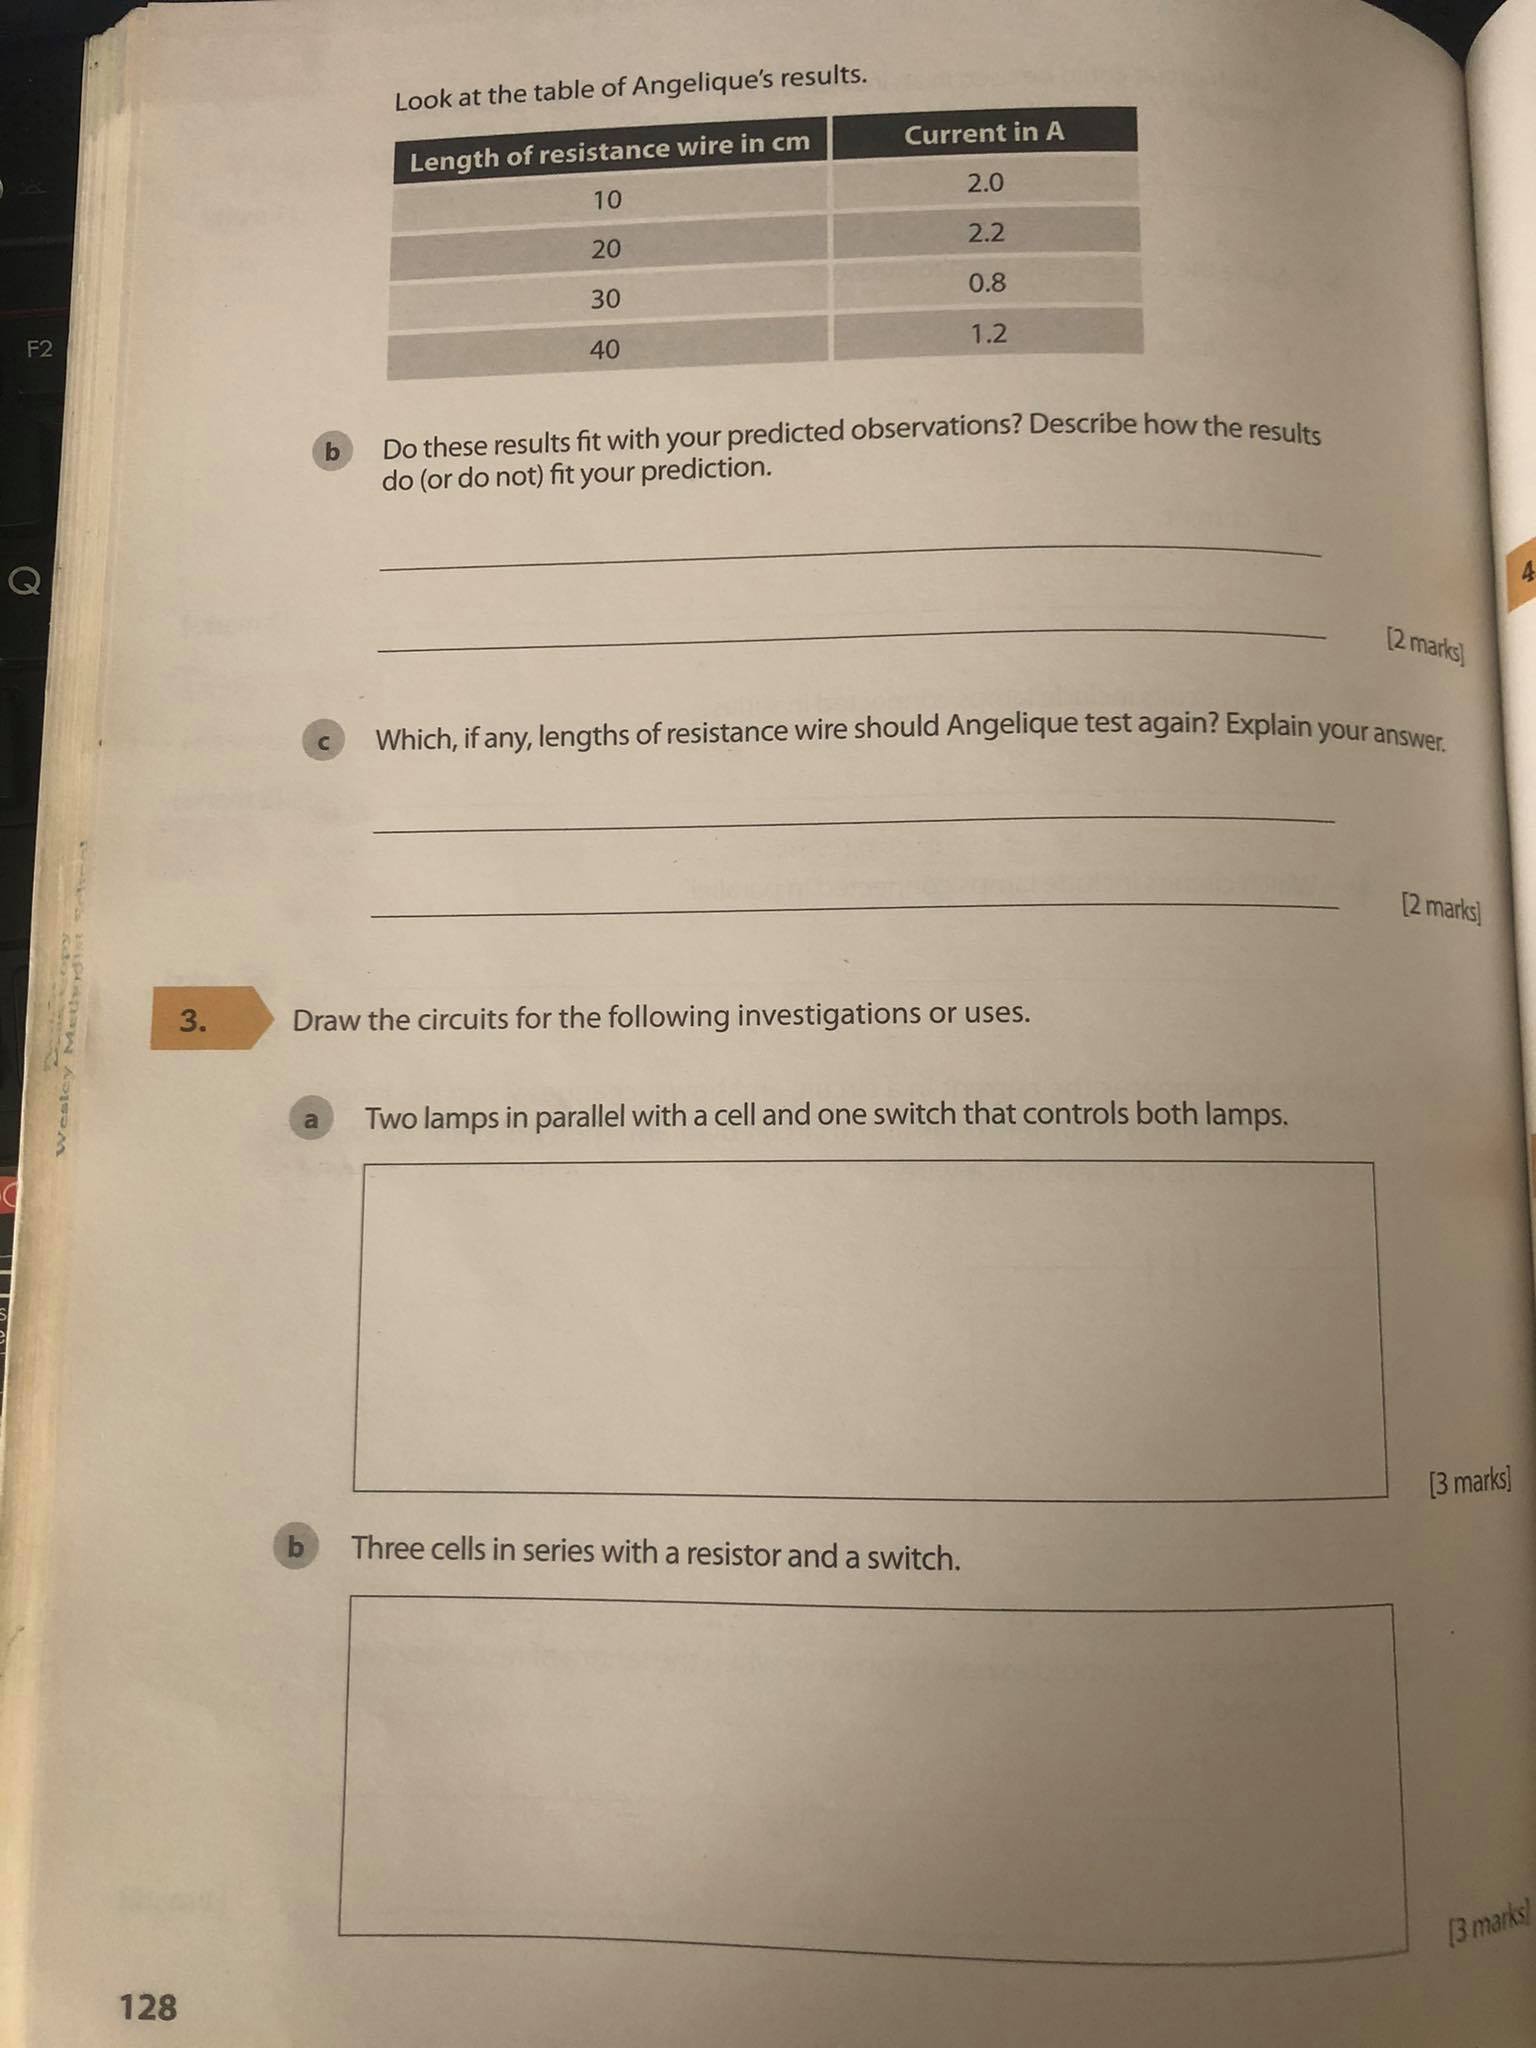 Look at the table of Angelique's results.
Length of resistance wire in cm Current in A
10 2.0
20 2.2
30 0.8
40 1.2
b Do these results fit with your predicted observations? Describe how the results
do (or do not) fit your prediction.
[2 marks]
c Which, if any, lengths of resistance wire should Angelique test again? Explain your answer.
[2 marks]
3. Draw the circuits for the following investigations or uses.
a Two lamps in parallel with a cell and one switch that controls both lamps.
[3 marks]
b Three cells in series with a resistor and a switch.
[3 marks]
128
4
F2
Q
Wesley Methodist School